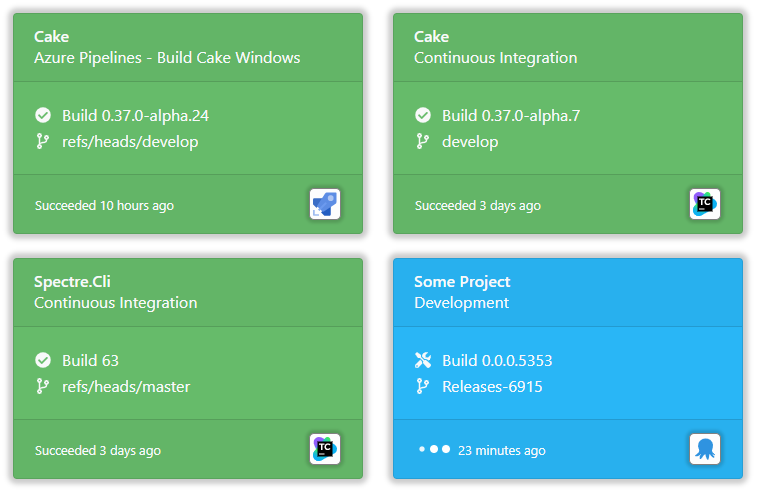 Cake
Azure Pipelines - Build Cake Windows
Build 0.37.0-alpha.24
refs/heads/develop
Succeeded 10 hours ago
Cake
Continuous Integration
Build 0.37.0-alpha.7
develop
Succeeded 3 days ago
TC
Spectre.Cli
Continuous Integration
Build 63
refs/heads/master
Succeeded 3 days ago
TC
Some Project
Development
Build 0.0.0.5353
Releases-6915
23 minutes ago